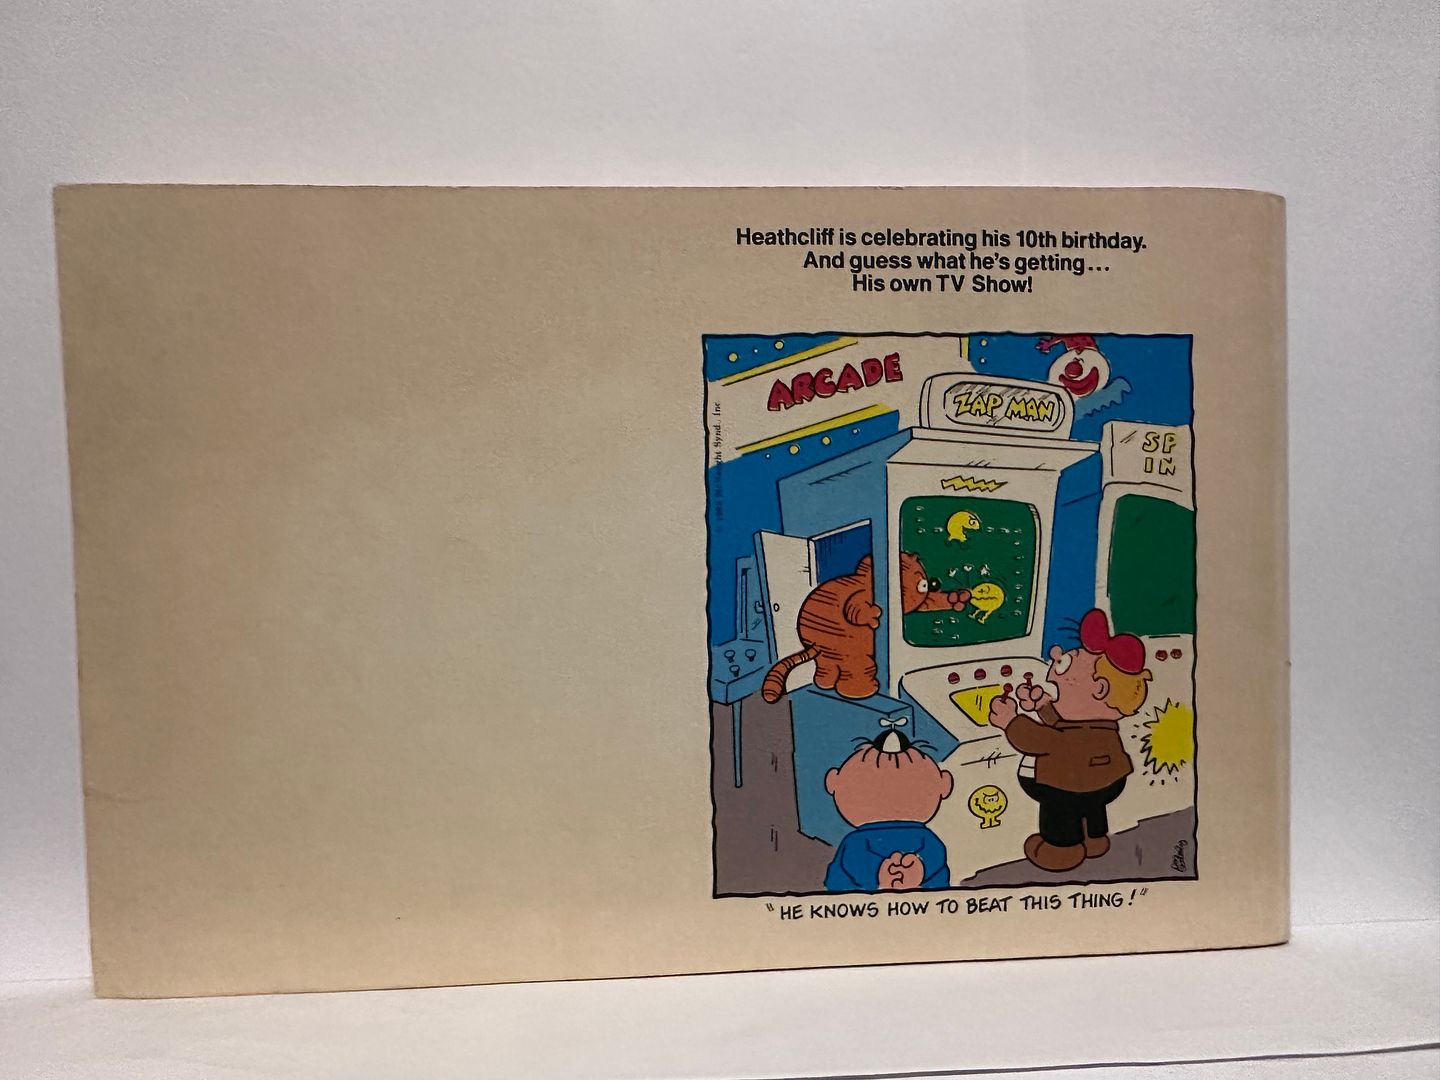 Heathcliff is celebrating his 10th birthday.
And guess what he's getting...
His own TV Show!
ARCADE
ZAP MAN
SP
IN
"HE KNOWS HOW TO BEAT THIS THING!"